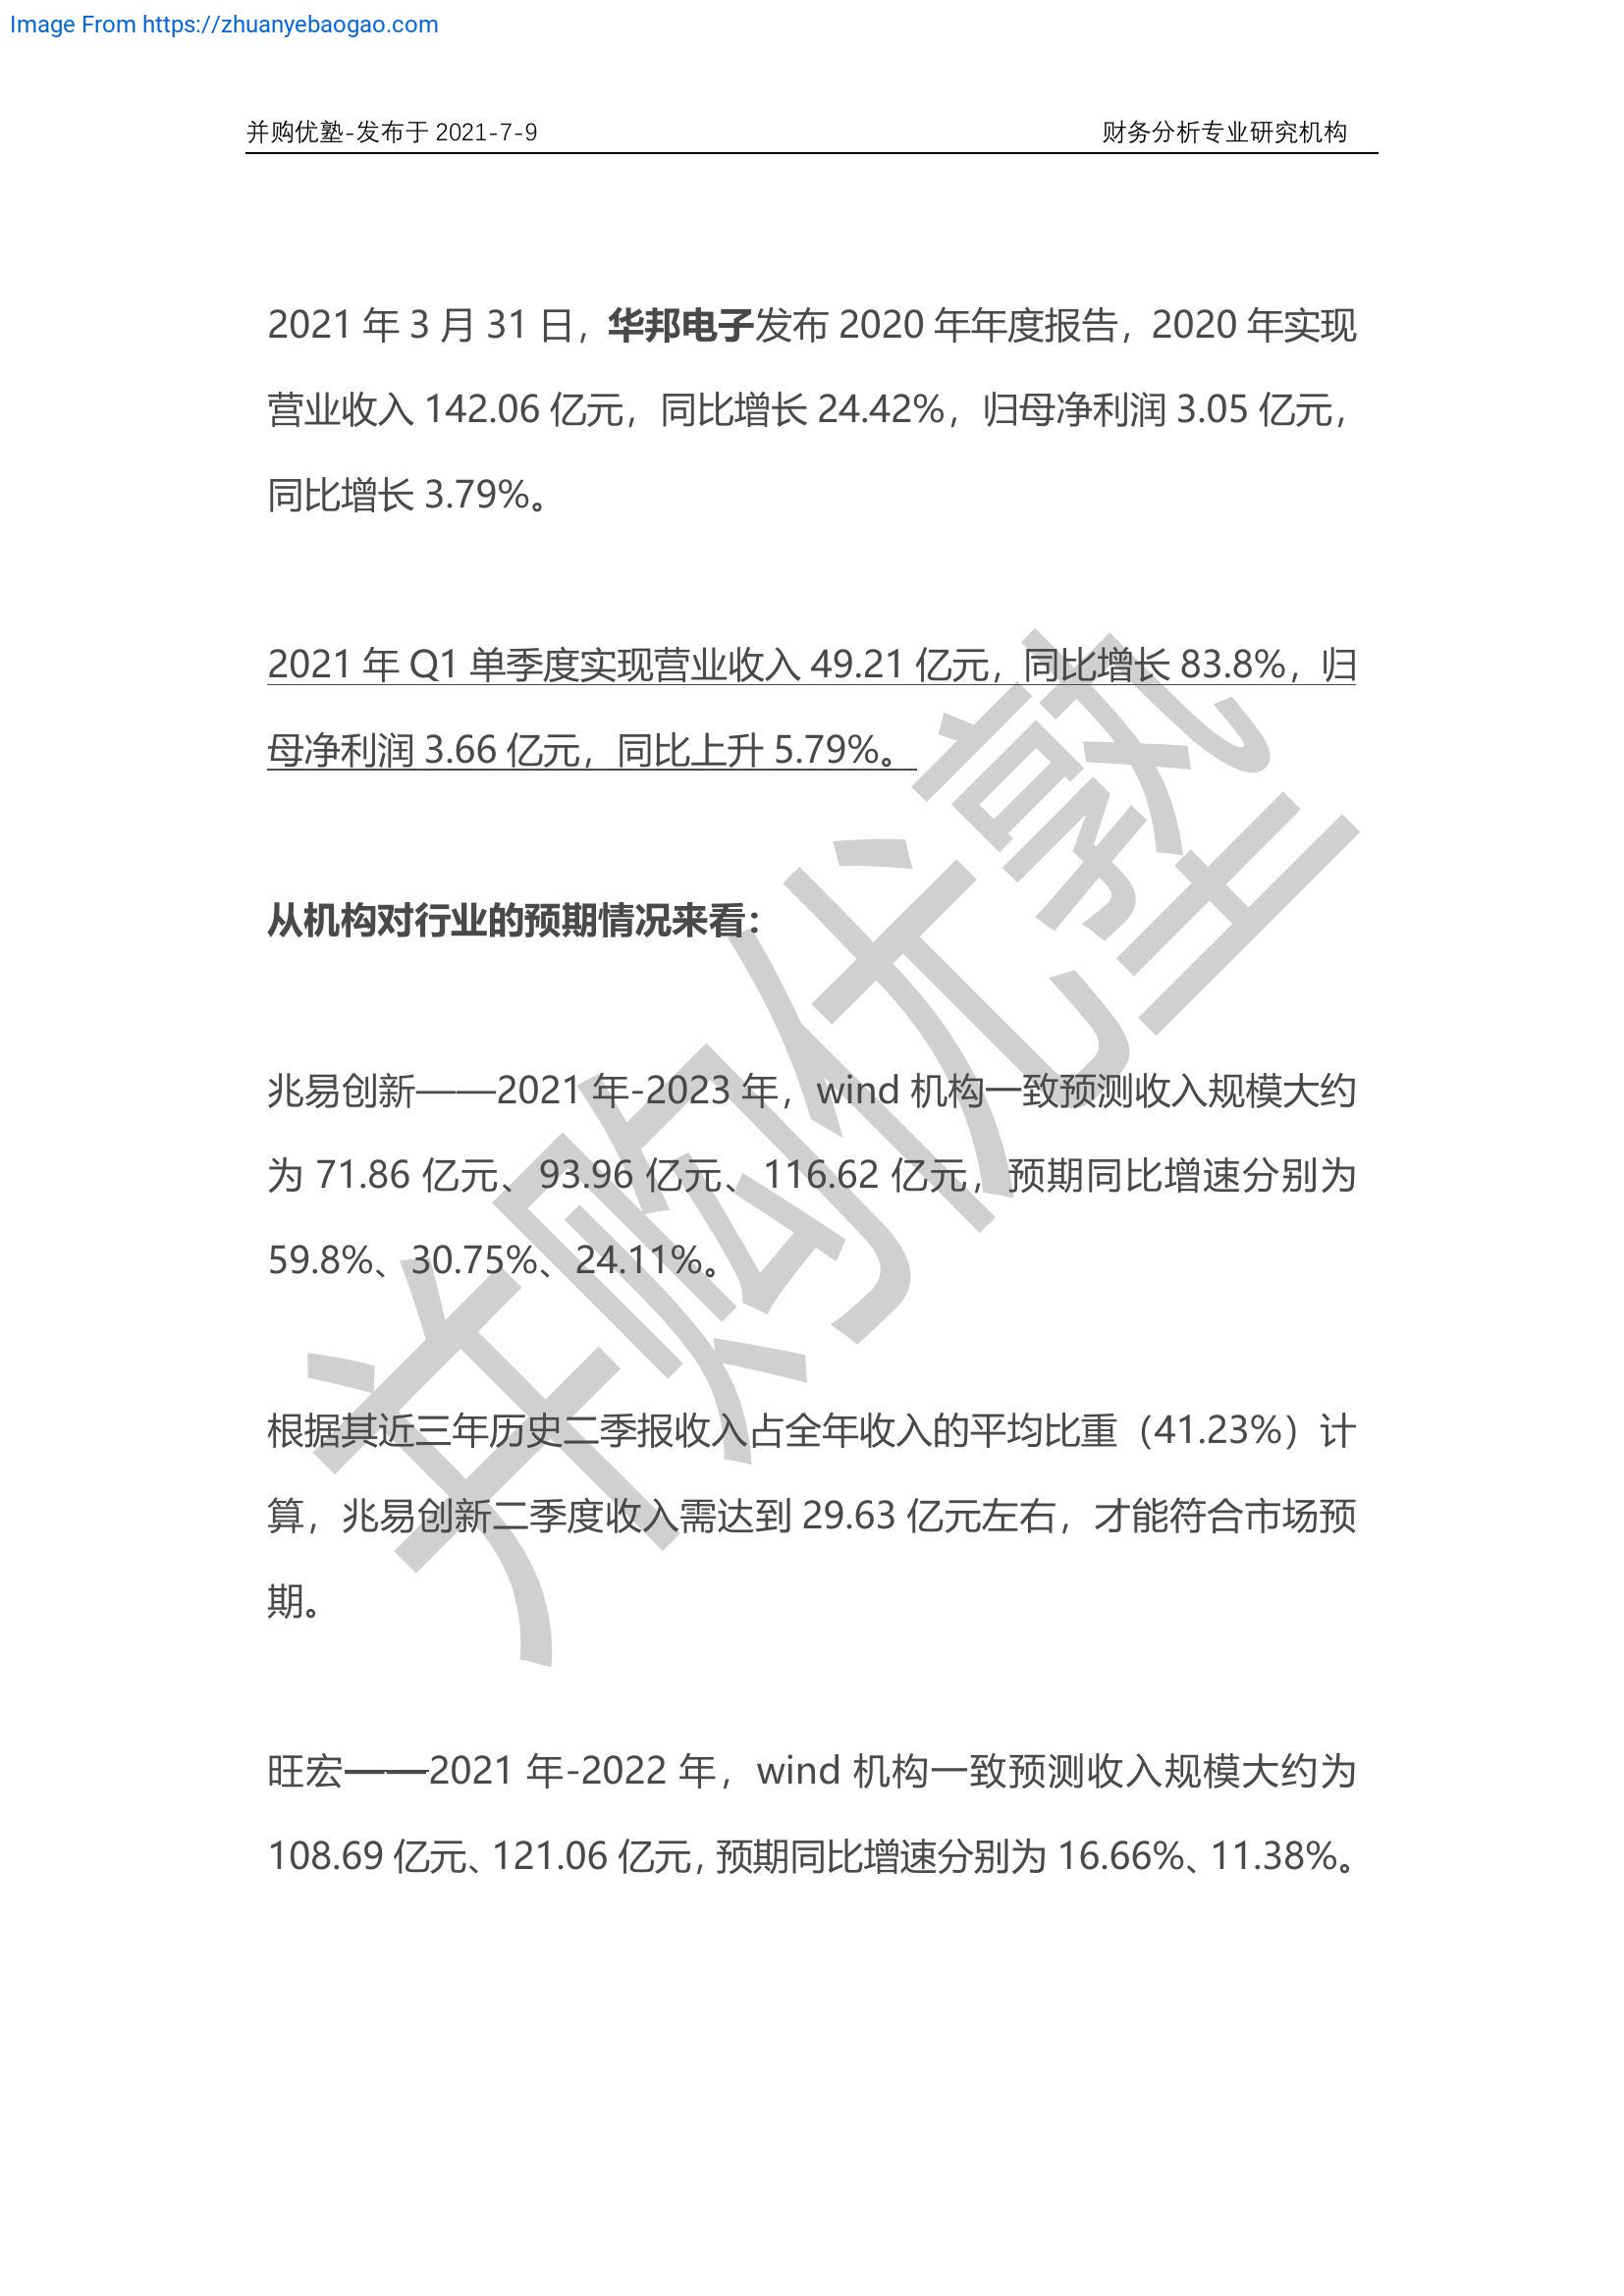 Image From https://zhuanyebaogao.com
并购优塾-发布于 2021-7-9 财务分析专业研究机构
2021 年 3 月 31 日，华邦电子发布 2020 年年度报告，2020 年实现
营业收入 142.06 亿元，同比增长 24.42%，归母净利润 3.05 亿元，
同比增长 3.79%。
2021 年 Q1 单季度实现营业收入 49.21 亿元，同比增长 83.8%，归
母净利润 3.66 亿元，同比上升 5.79%。
从机构对行业的预期情况来看：
兆易创新——2021 年-2023 年，wind 机构一致预测收入规模大约
为 71.86 亿元、93.96 亿元、116.62 亿元，预期同比增速分别为
59.8%、30.75%、24.11%。
根据其近三年历史二季报收入占全年收入的平均比重（41.23%）计
算，兆易创新二季度收入需达到 29.63 亿元左右，才能符合市场预
期。
旺宏——2021 年-2022 年，wind 机构一致预测收入规模大约为
108.69 亿元、121.06 亿元，预期同比增速分别为 16.66%、11.38%。
并购优塾